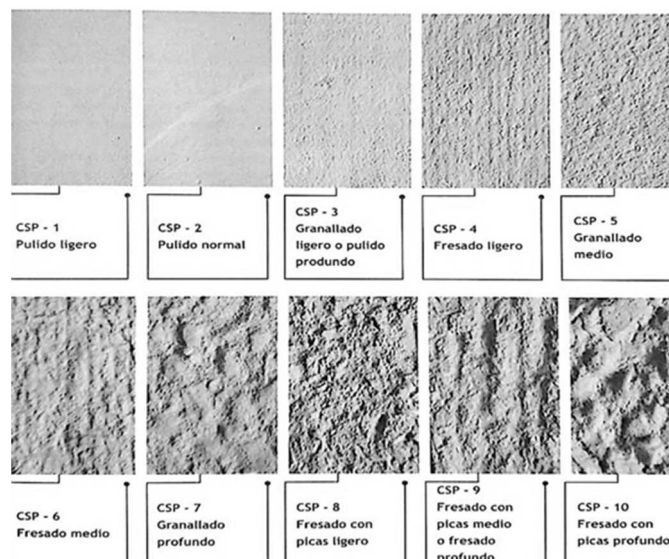 CSP - 1
Pulido ligero
CSP - 2
Pulido normal
CSP - 3
Granallado
ligero o pulido
produndo
CSP - 4
Fresado ligero
CSP - 5
Granallado
medio
CSP - 6
Fresado medio
CSP - 7
Granallado
profundo
CSP - 8
Fresado con
picas ligero
CSP - 9
Fresado con
picas medio
o fresado
profundo
CSP - 10
Fresado con
picas profundo